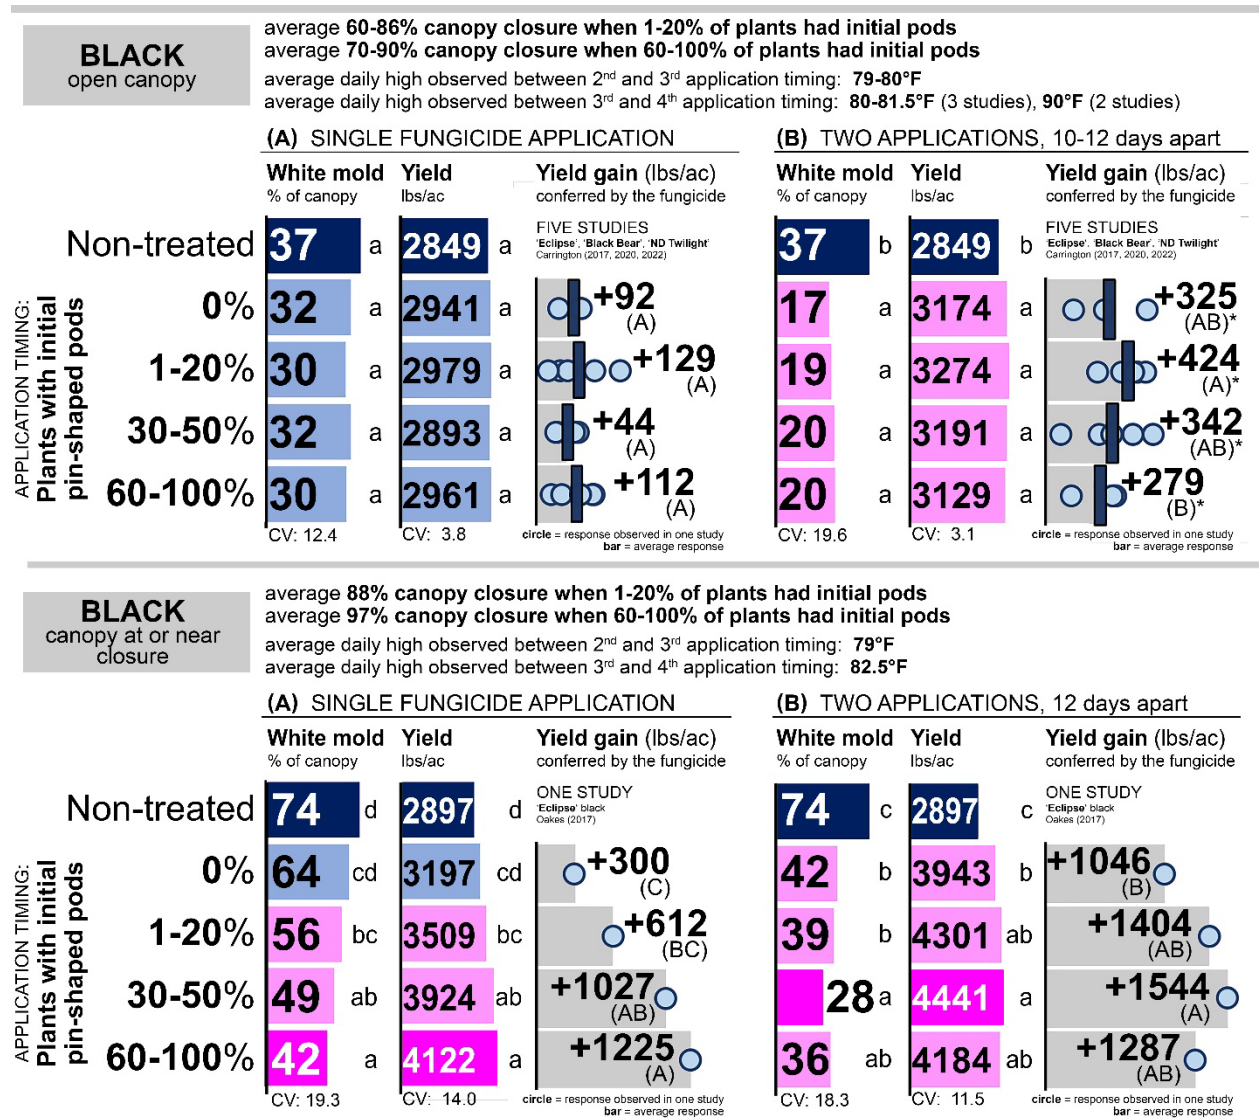 BLACK
open canopy
average 60-86% canopy closure when 1-20% of plants had initial pods
average 70-90% canopy closure when 60-100% of plants had initial pods
average daily high observed between 2nd and 3rd application timing: 79-80°F
average daily high observed between 3rd and 4th application timing: 80-81.5°F (3 studies), 90°F (2 studies)
(A) SINGLE FUNGICIDE APPLICATION
White mold Yield Yield gain (lbs/ac)
% of canopy lbs/ac conferred by the fungicide
FIVE STUDIES
'Eclipse', 'Black Bear', 'ND Twilight'
Carrington (2017, 2020, 2022)
APPLICATION TIMING:
Plants with initial
pin-shaped pods
Non-treated 37 a 2849 a
0% 32 a 2941 a +92 (A)
1-20% 30 a 2979 a +129 (A)
30-50% 32 a 2893 a +44 (A)
60-100% 30 a 2961 a +112 (A)
CV: 12.4 CV: 3.8
circle = response observed in one study
bar = average response
(B) TWO APPLICATIONS, 10-12 days apart
White mold Yield Yield gain (lbs/ac)
% of canopy lbs/ac conferred by the fungicide
FIVE STUDIES
'Eclipse', 'Black Bear', 'ND Twilight'
Carrington (2017, 2020, 2022)
37 b 2849 b
17 a 3174 a +325 (AB)*
19 a 3274 a +424 (A)*
20 a 3191 a +342 (AB)*
20 a 3129 a +279 (B)*
CV: 19.6 CV: 3.1
circle = response observed in one study
bar = average response
BLACK
canopy at or near
closure
average 88% canopy closure when 1-20% of plants had initial pods
average 97% canopy closure when 60-100% of plants had initial pods
average daily high observed between 2nd and 3rd application timing: 79°F
average daily high observed between 3rd and 4th application timing: 82.5°F
(A) SINGLE FUNGICIDE APPLICATION
White mold Yield Yield gain (lbs/ac)
% of canopy lbs/ac conferred by the fungicide
ONE STUDY
'Eclipse' black
Oakes (2017)
APPLICATION TIMING:
Plants with initial
pin-shaped pods
Non-treated 74 d 2897 d
0% 64 cd 3197 cd +300 (C)
1-20% 56 bc 3509 bc +612 (BC)
30-50% 49 ab 3924 ab +1027 (AB)
60-100% 42 a 4122 a +1225 (A)
CV: 19.3 CV: 14.0
circle = response observed in one study
bar = average response
(B) TWO APPLICATIONS, 12 days apart
White mold Yield Yield gain (lbs/ac)
% of canopy lbs/ac conferred by the fungicide
ONE STUDY
'Eclipse' black
Oakes (2017)
74 c 2897 c
42 b 3943 b +1046 (B)
39 b 4301 ab +1404 (AB)
28 a 4441 a +1544 (A)
36 ab 4184 ab +1287 (AB)
CV: 18.3 CV: 11.5
circle = response observed in one study
bar = average response